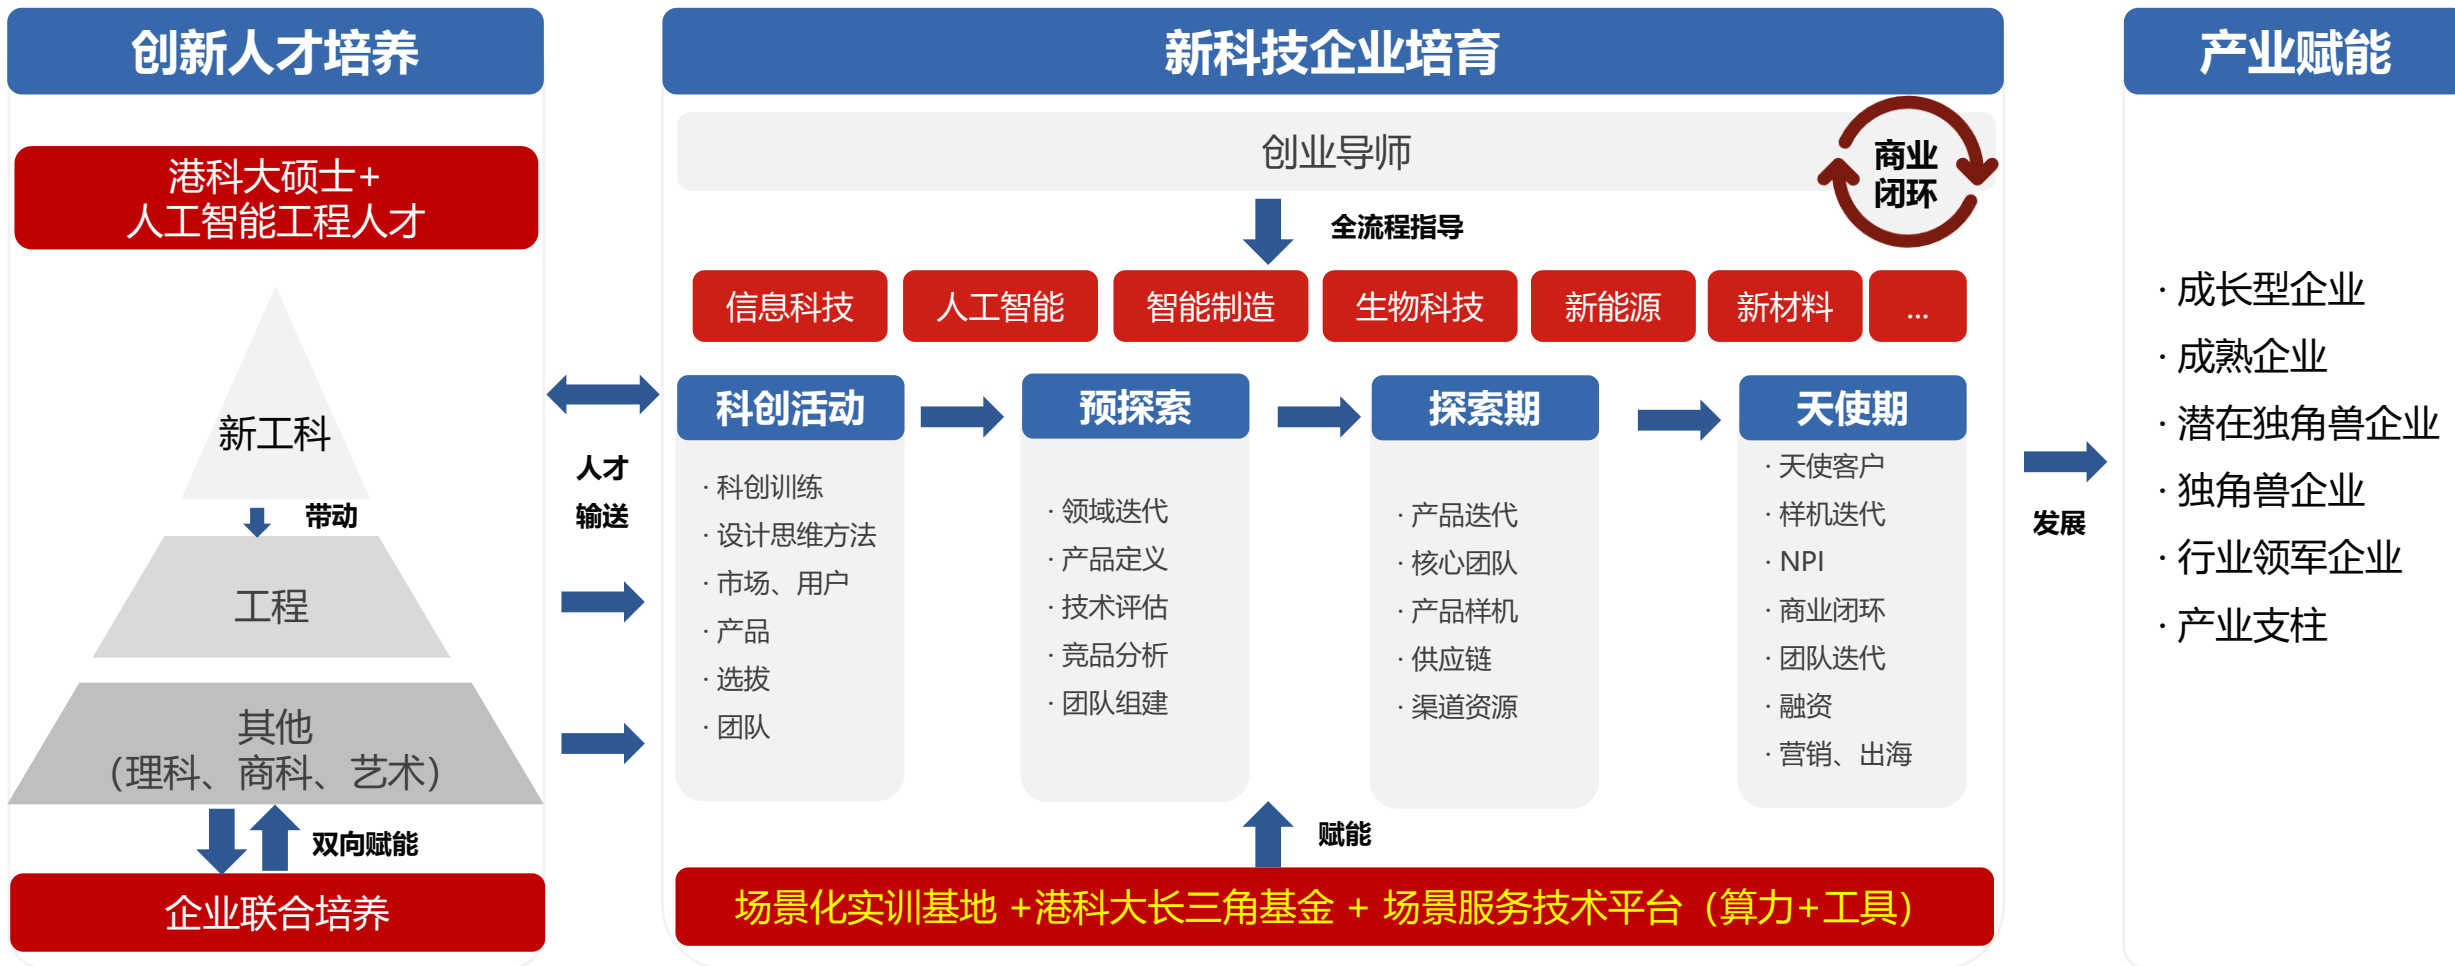 创新人才培养
港科大硕士+
人工智能工程人才
新工科
带动
工程
其他
（理科、商科、艺术）
双向赋能
企业联合培养
人才
输送
新科技企业培育
创业导师
商业
闭环
全流程指导
信息科技
人工智能
智能制造
生物科技
新能源
新材料
...
科创活动
· 科创训练
· 设计思维方法
· 市场、用户
· 产品
· 选拔
· 团队
预探索
· 领域迭代
· 产品定义
· 技术评估
· 竞品分析
· 团队组建
探索期
· 产品迭代
· 核心团队
· 产品样机
· 供应链
· 渠道资源
天使期
· 天使客户
· 样机迭代
· NPI
· 商业闭环
· 团队迭代
· 融资
· 营销、出海
赋能
场景化实训基地 +港科大长三角基金 + 场景服务技术平台（算力+工具）
发展
产业赋能
· 成长型企业
· 成熟企业
· 潜在独角兽企业
· 独角兽企业
· 行业领军企业
· 产业支柱